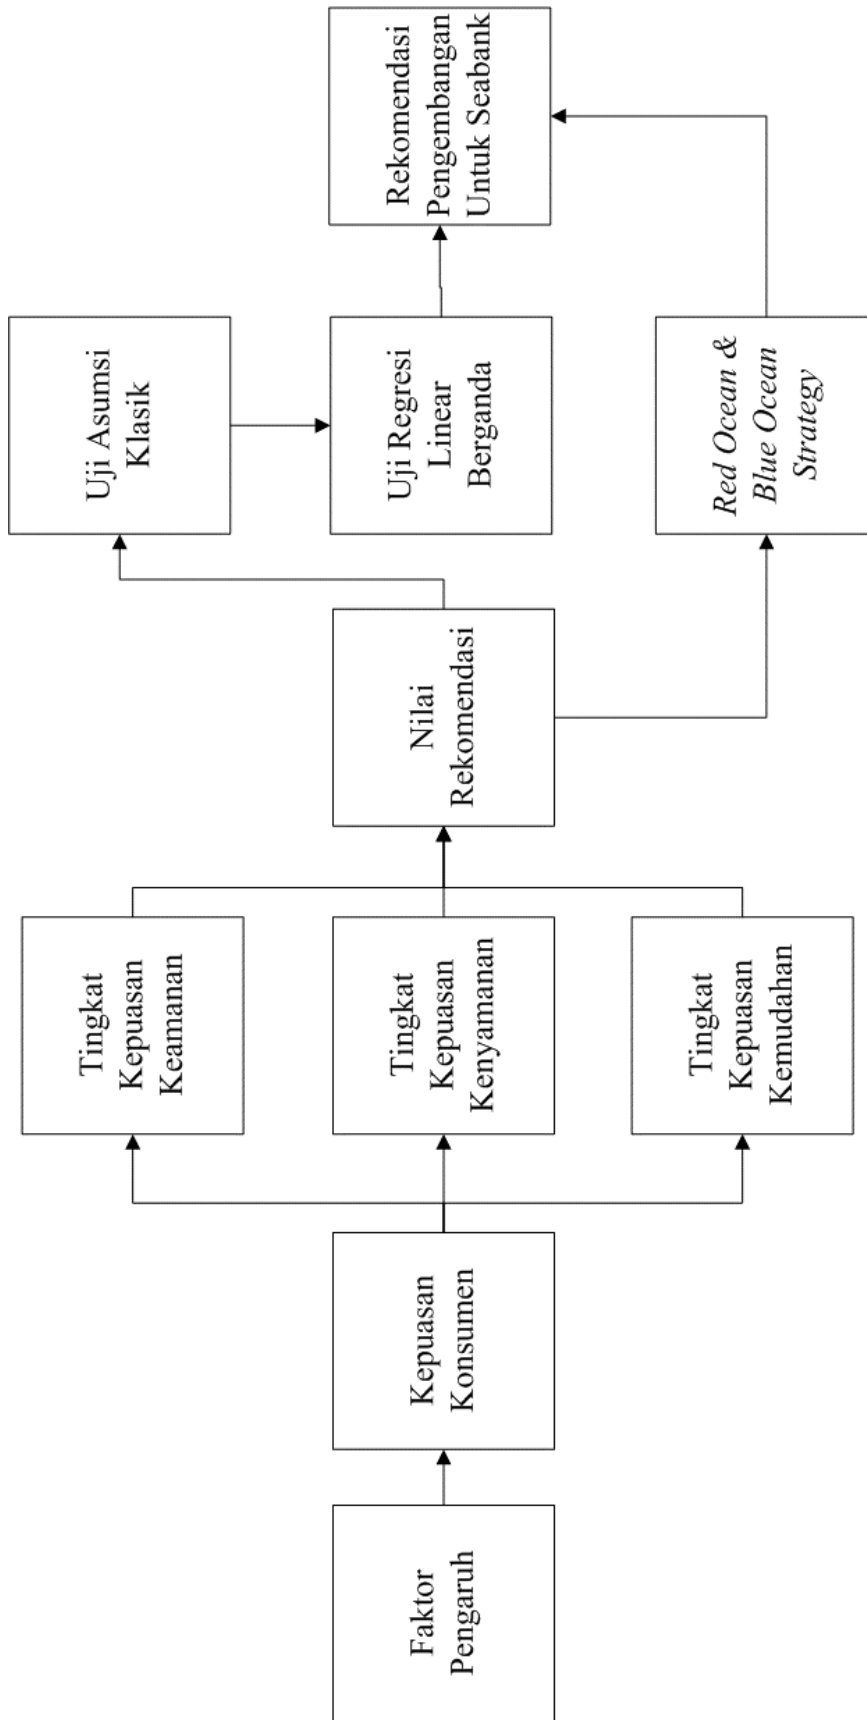 Faktor
Pengaruh
Kepuasan
Konsumen
Tingkat
Kepuasan
Keamanan
Tingkat
Kepuasan
Kenyamanan
Tingkat
Kepuasan
Kemudahan
Nilai
Rekomendasi
Uji Asumsi
Klasik
Uji Regresi
Linear
Berganda
Red Ocean &
Blue Ocean
Strategy
Rekomendasi
Pengembangan
Untuk Seabank